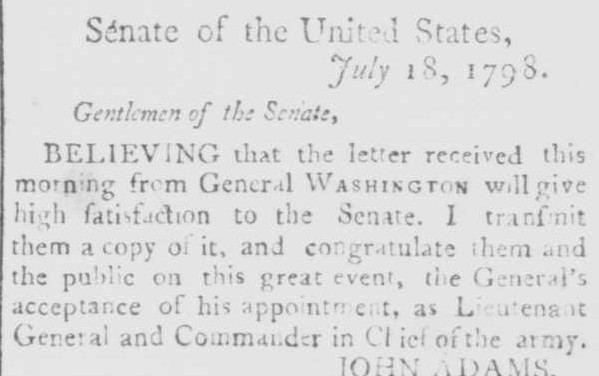 Senate of the United States,
July 18, 1798.
Gentlemen of the Senate,
BELIEVING that the letter received this
morning from General WASHINGTON will give
high ſatisfaction to the Senate. I tranſmit
them a copy of it, and congratulate them and
the public on this great event, the General's
acceptance of his appointment, as Lieutenant
General and Commander in Chief of the army.
JOHN ADAMS.